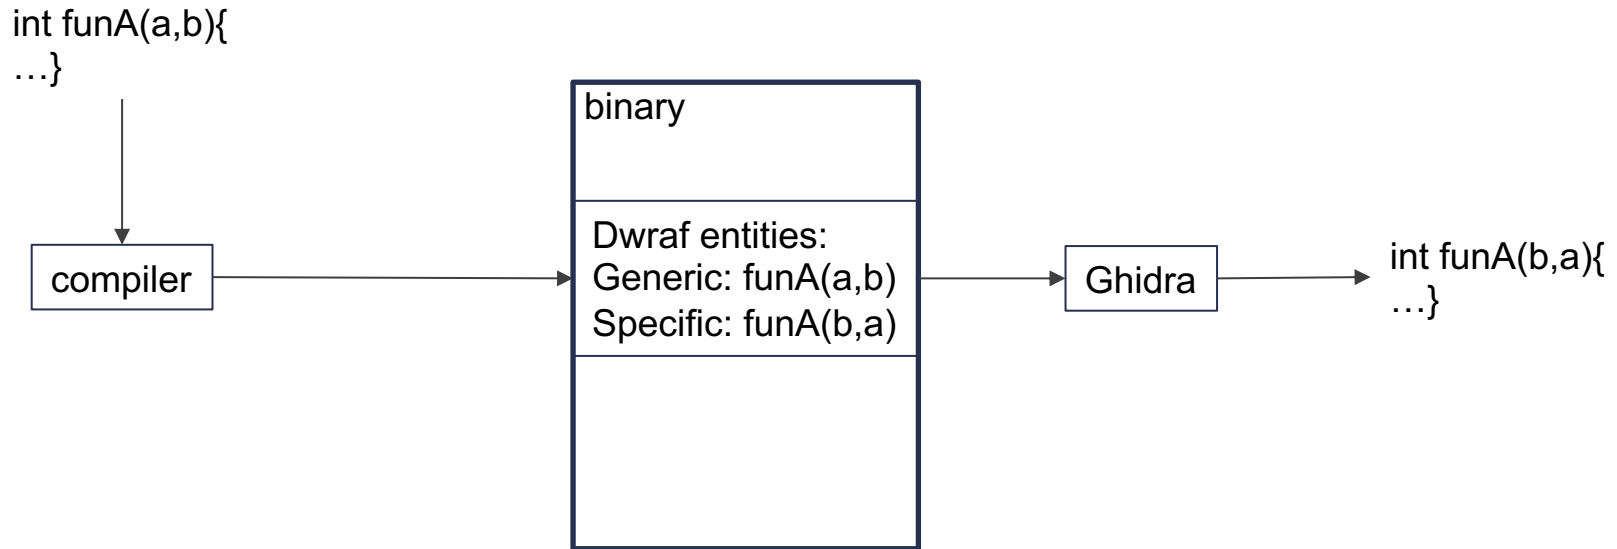 int funA(a,b){
…}
compiler
binary
Dwraf entities:
Generic: funA(a,b)
Specific: funA(b,a)
Ghidra
int funA(b,a){
…}